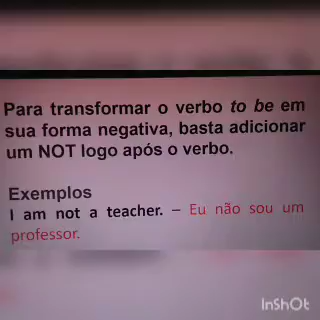 Para transformar o verbo to be em
sua forma negativa, basta adicionar
um NOT logo após o verbo.
Exemplos
I am not a teacher. – Eu não sou um
professor.
InShOt